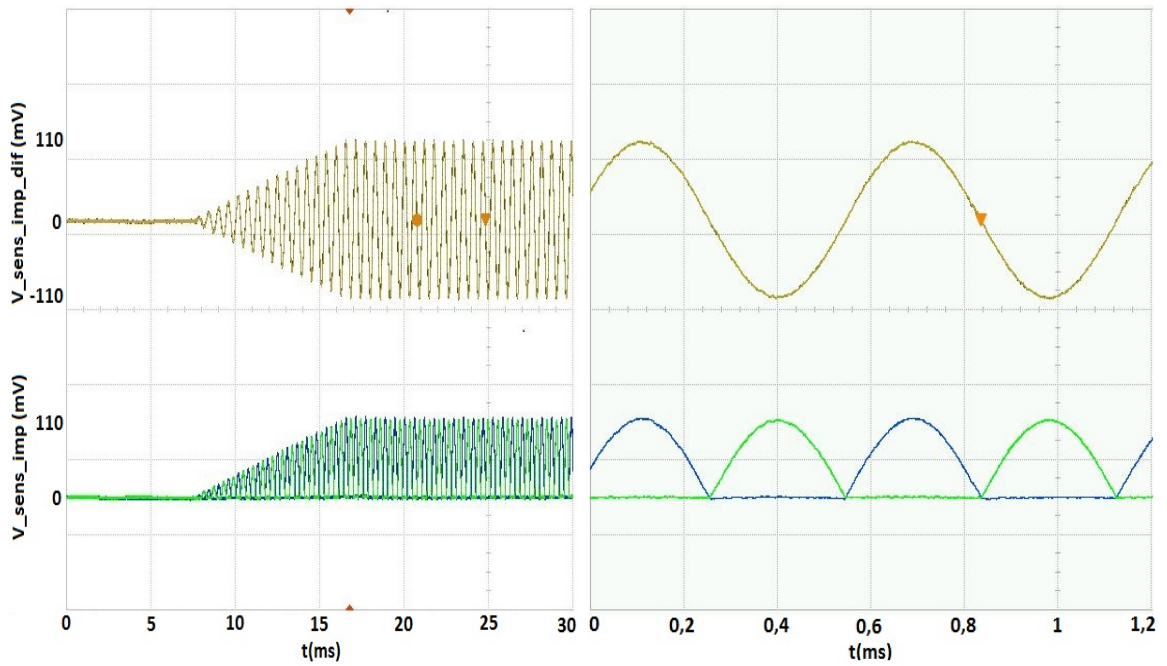 V_sens_imp_dif (mV)
110
0
-110
V_sens_imp (mV)
110
0
0 5 10 15 20 25 30
t(ms)
0 0,2 0,4 0,6 0,8 1 1,2
t(ms)